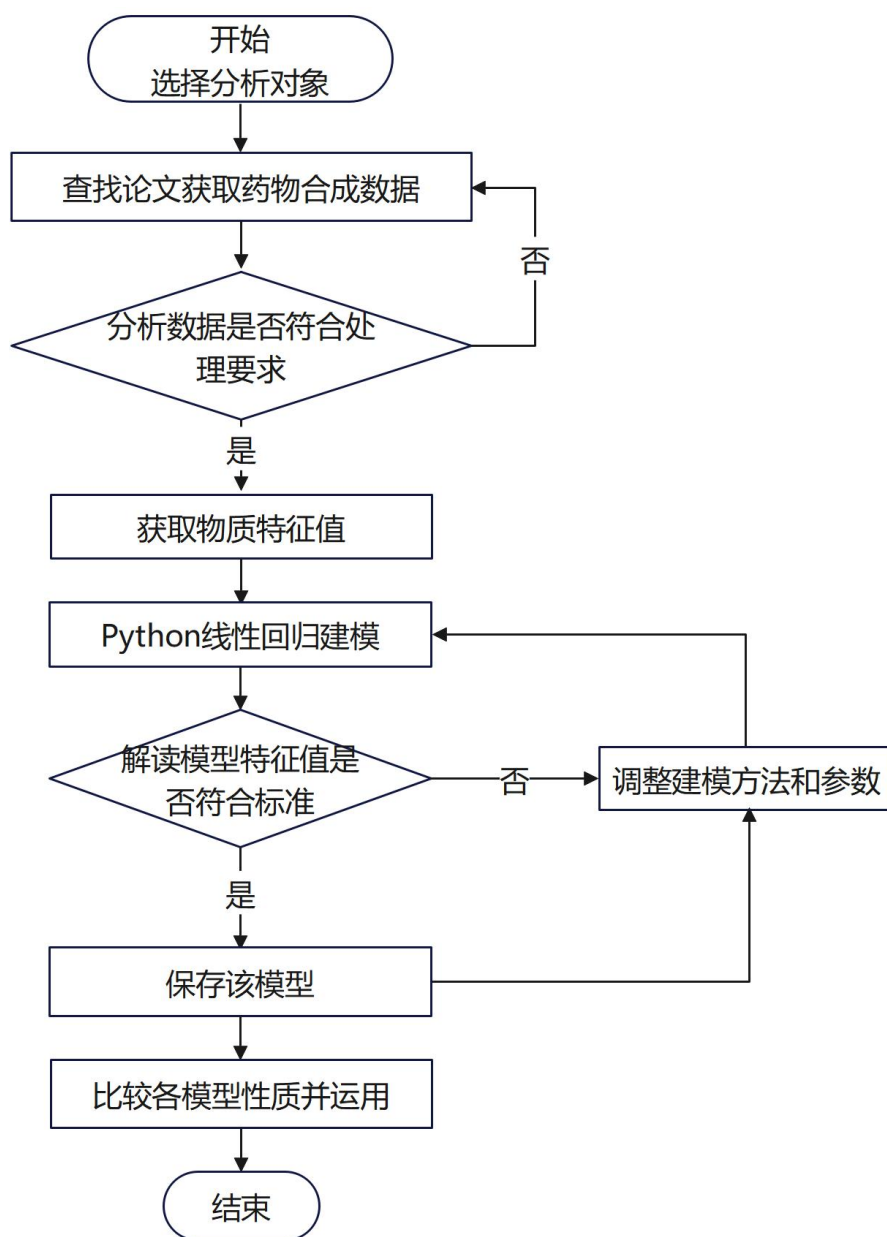 开始
选择分析对象
查找论文获取药物合成数据
否
分析数据是否符合处
理要求
是
获取物质特征值
Python线性回归建模
解读模型特征值是
否符合标准
否
调整建模方法和参数
是
保存该模型
比较各模型性质并运用
结束